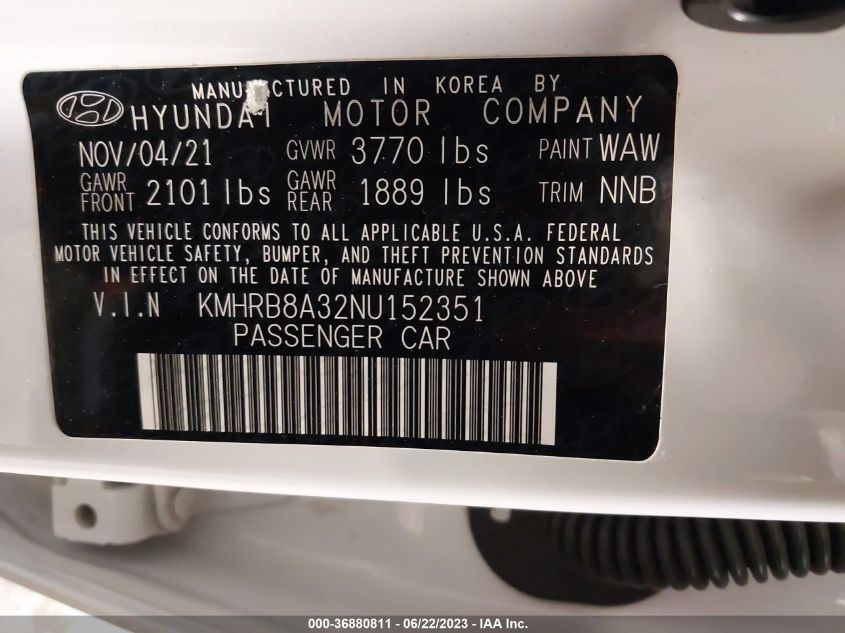 MANUFACTURED IN KOREA BY
HYUNDAI MOTOR COMPANY
NOV/04/21 GVWR 3770 lbs PAINT WAW
GAWR FRONT 2101 lbs GAWR REAR 1889 lbs TRIM NNB
THIS VEHICLE CONFORMS TO ALL APPLICABLE U.S.A. FEDERAL
MOTOR VEHICLE SAFETY, BUMPER, AND THEFT PREVENTION STANDARDS
IN EFFECT ON THE DATE OF MANUFACTURE SHOWN ABOVE
V.I.N KMHRB8A32NU152351
PASSENGER CAR
000-36880811 - 06/22/2023 - IAA Inc.